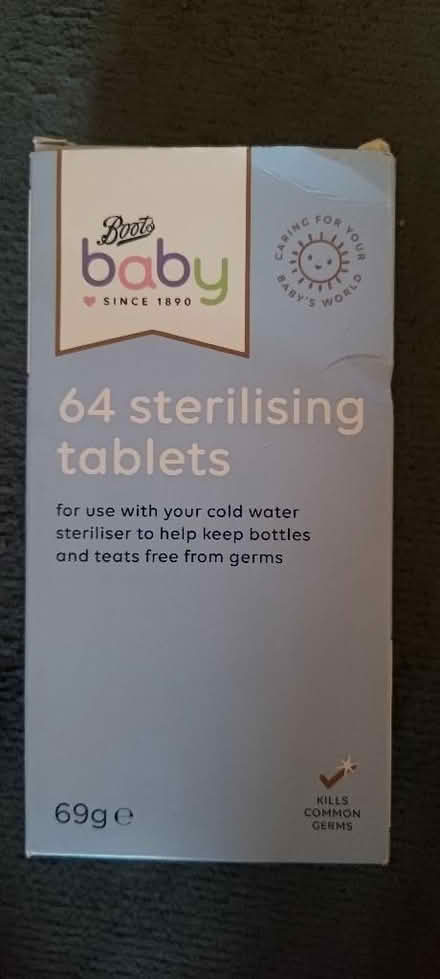 Boots
baby
SINCE 1890
CARING FOR YOUR
BABY'S WORLD
64 sterilising
tablets
for use with your cold water
steriliser to help keep bottles
and teats free from germs
69g ℮
KILLS
COMMON
GERMS